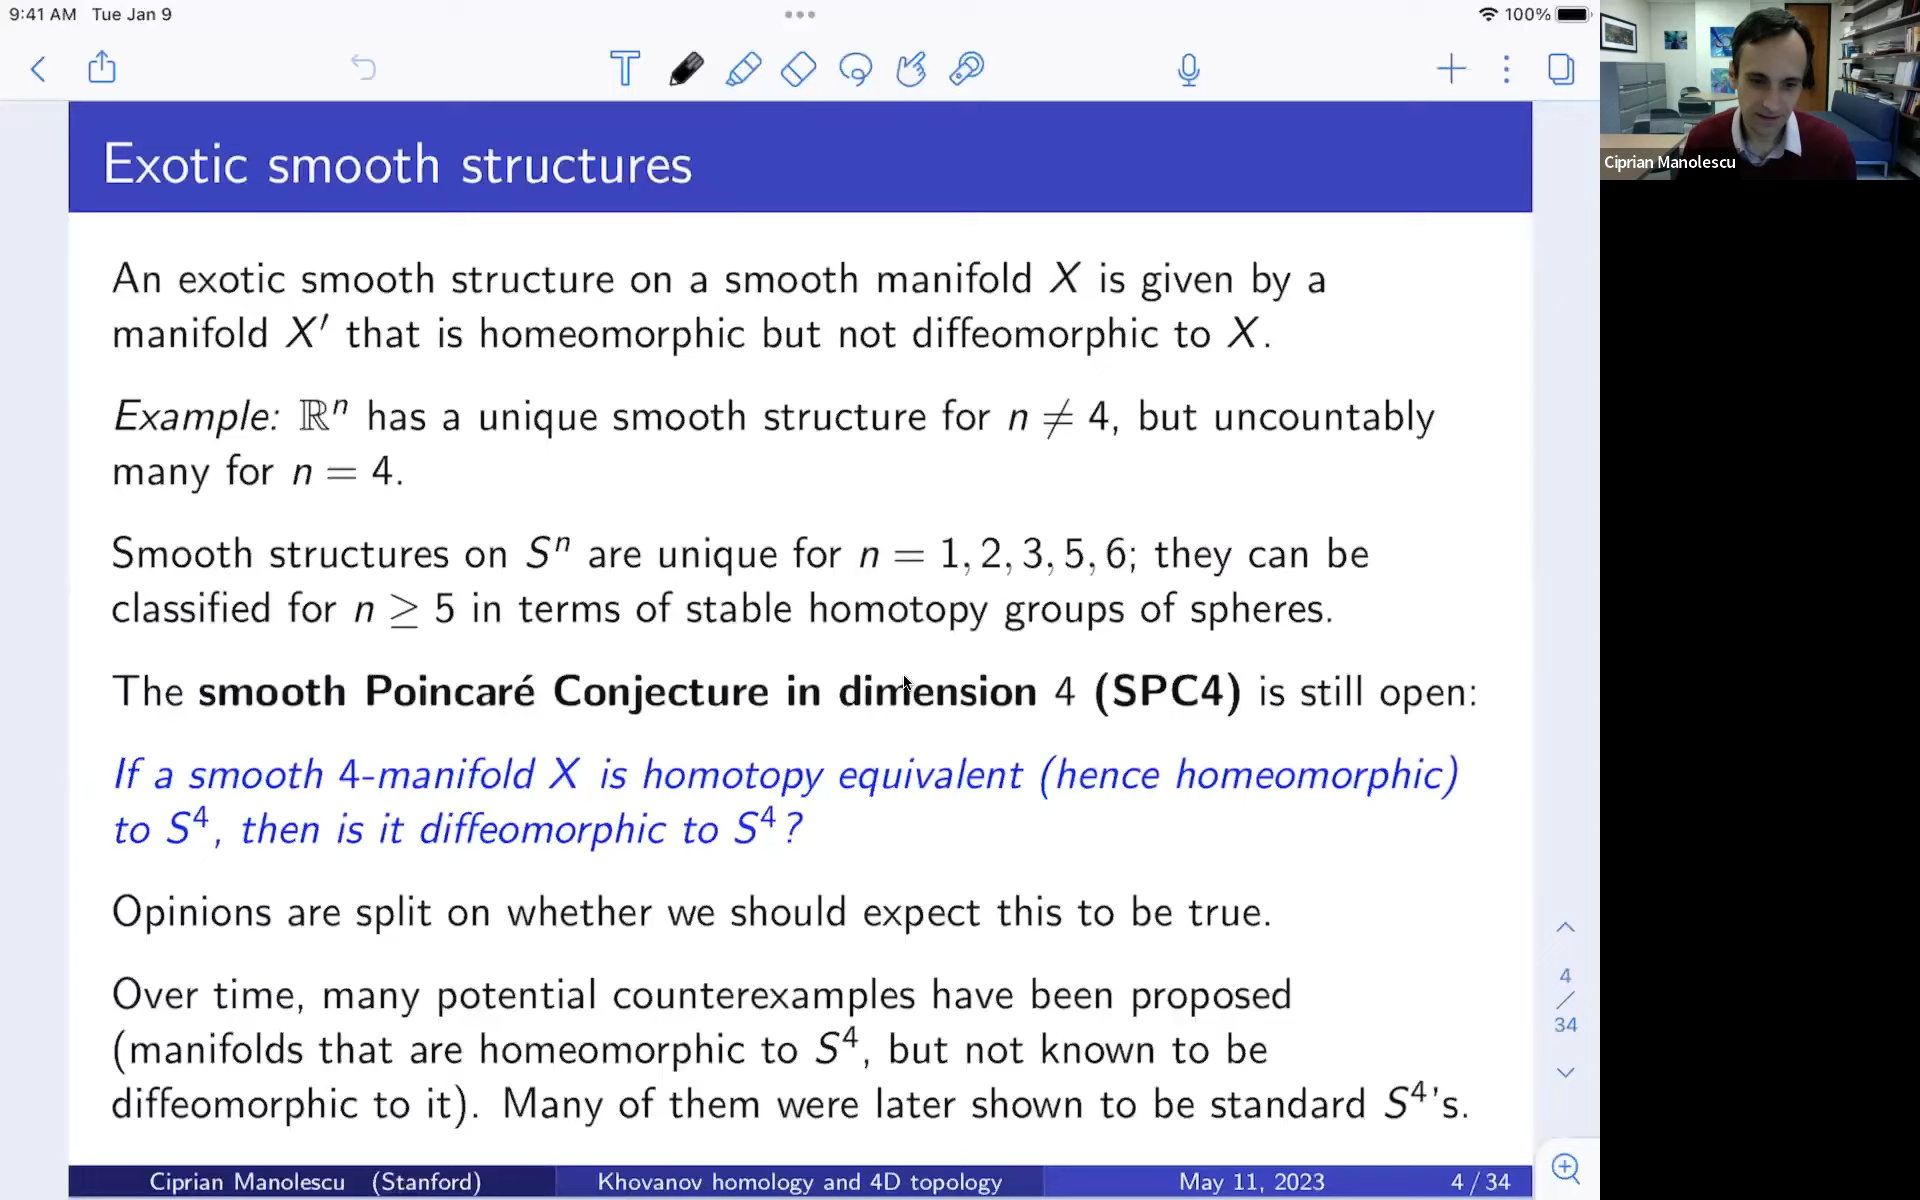 9:41 AM Tue Jan 9
100%
Ciprian Manolescu
Exotic smooth structures
An exotic smooth structure on a smooth manifold X is given by a
manifold X′ that is homeomorphic but not diffeomorphic to X.
Example: ℝⁿ has a unique smooth structure for n ≠ 4, but uncountably
many for n = 4.
Smooth structures on Sⁿ are unique for n = 1, 2, 3, 5, 6; they can be
classified for n ≥ 5 in terms of stable homotopy groups of spheres.
The smooth Poincaré Conjecture in dimension 4 (SPC4) is still open:
If a smooth 4-manifold X is homotopy equivalent (hence homeomorphic)
to S⁴, then is it diffeomorphic to S⁴?
Opinions are split on whether we should expect this to be true.
Over time, many potential counterexamples have been proposed
(manifolds that are homeomorphic to S⁴, but not known to be
diffeomorphic to it). Many of them were later shown to be standard S⁴'s.
4
/
34
Ciprian Manolescu (Stanford) Khovanov homology and 4D topology May 11, 2023 4 / 34